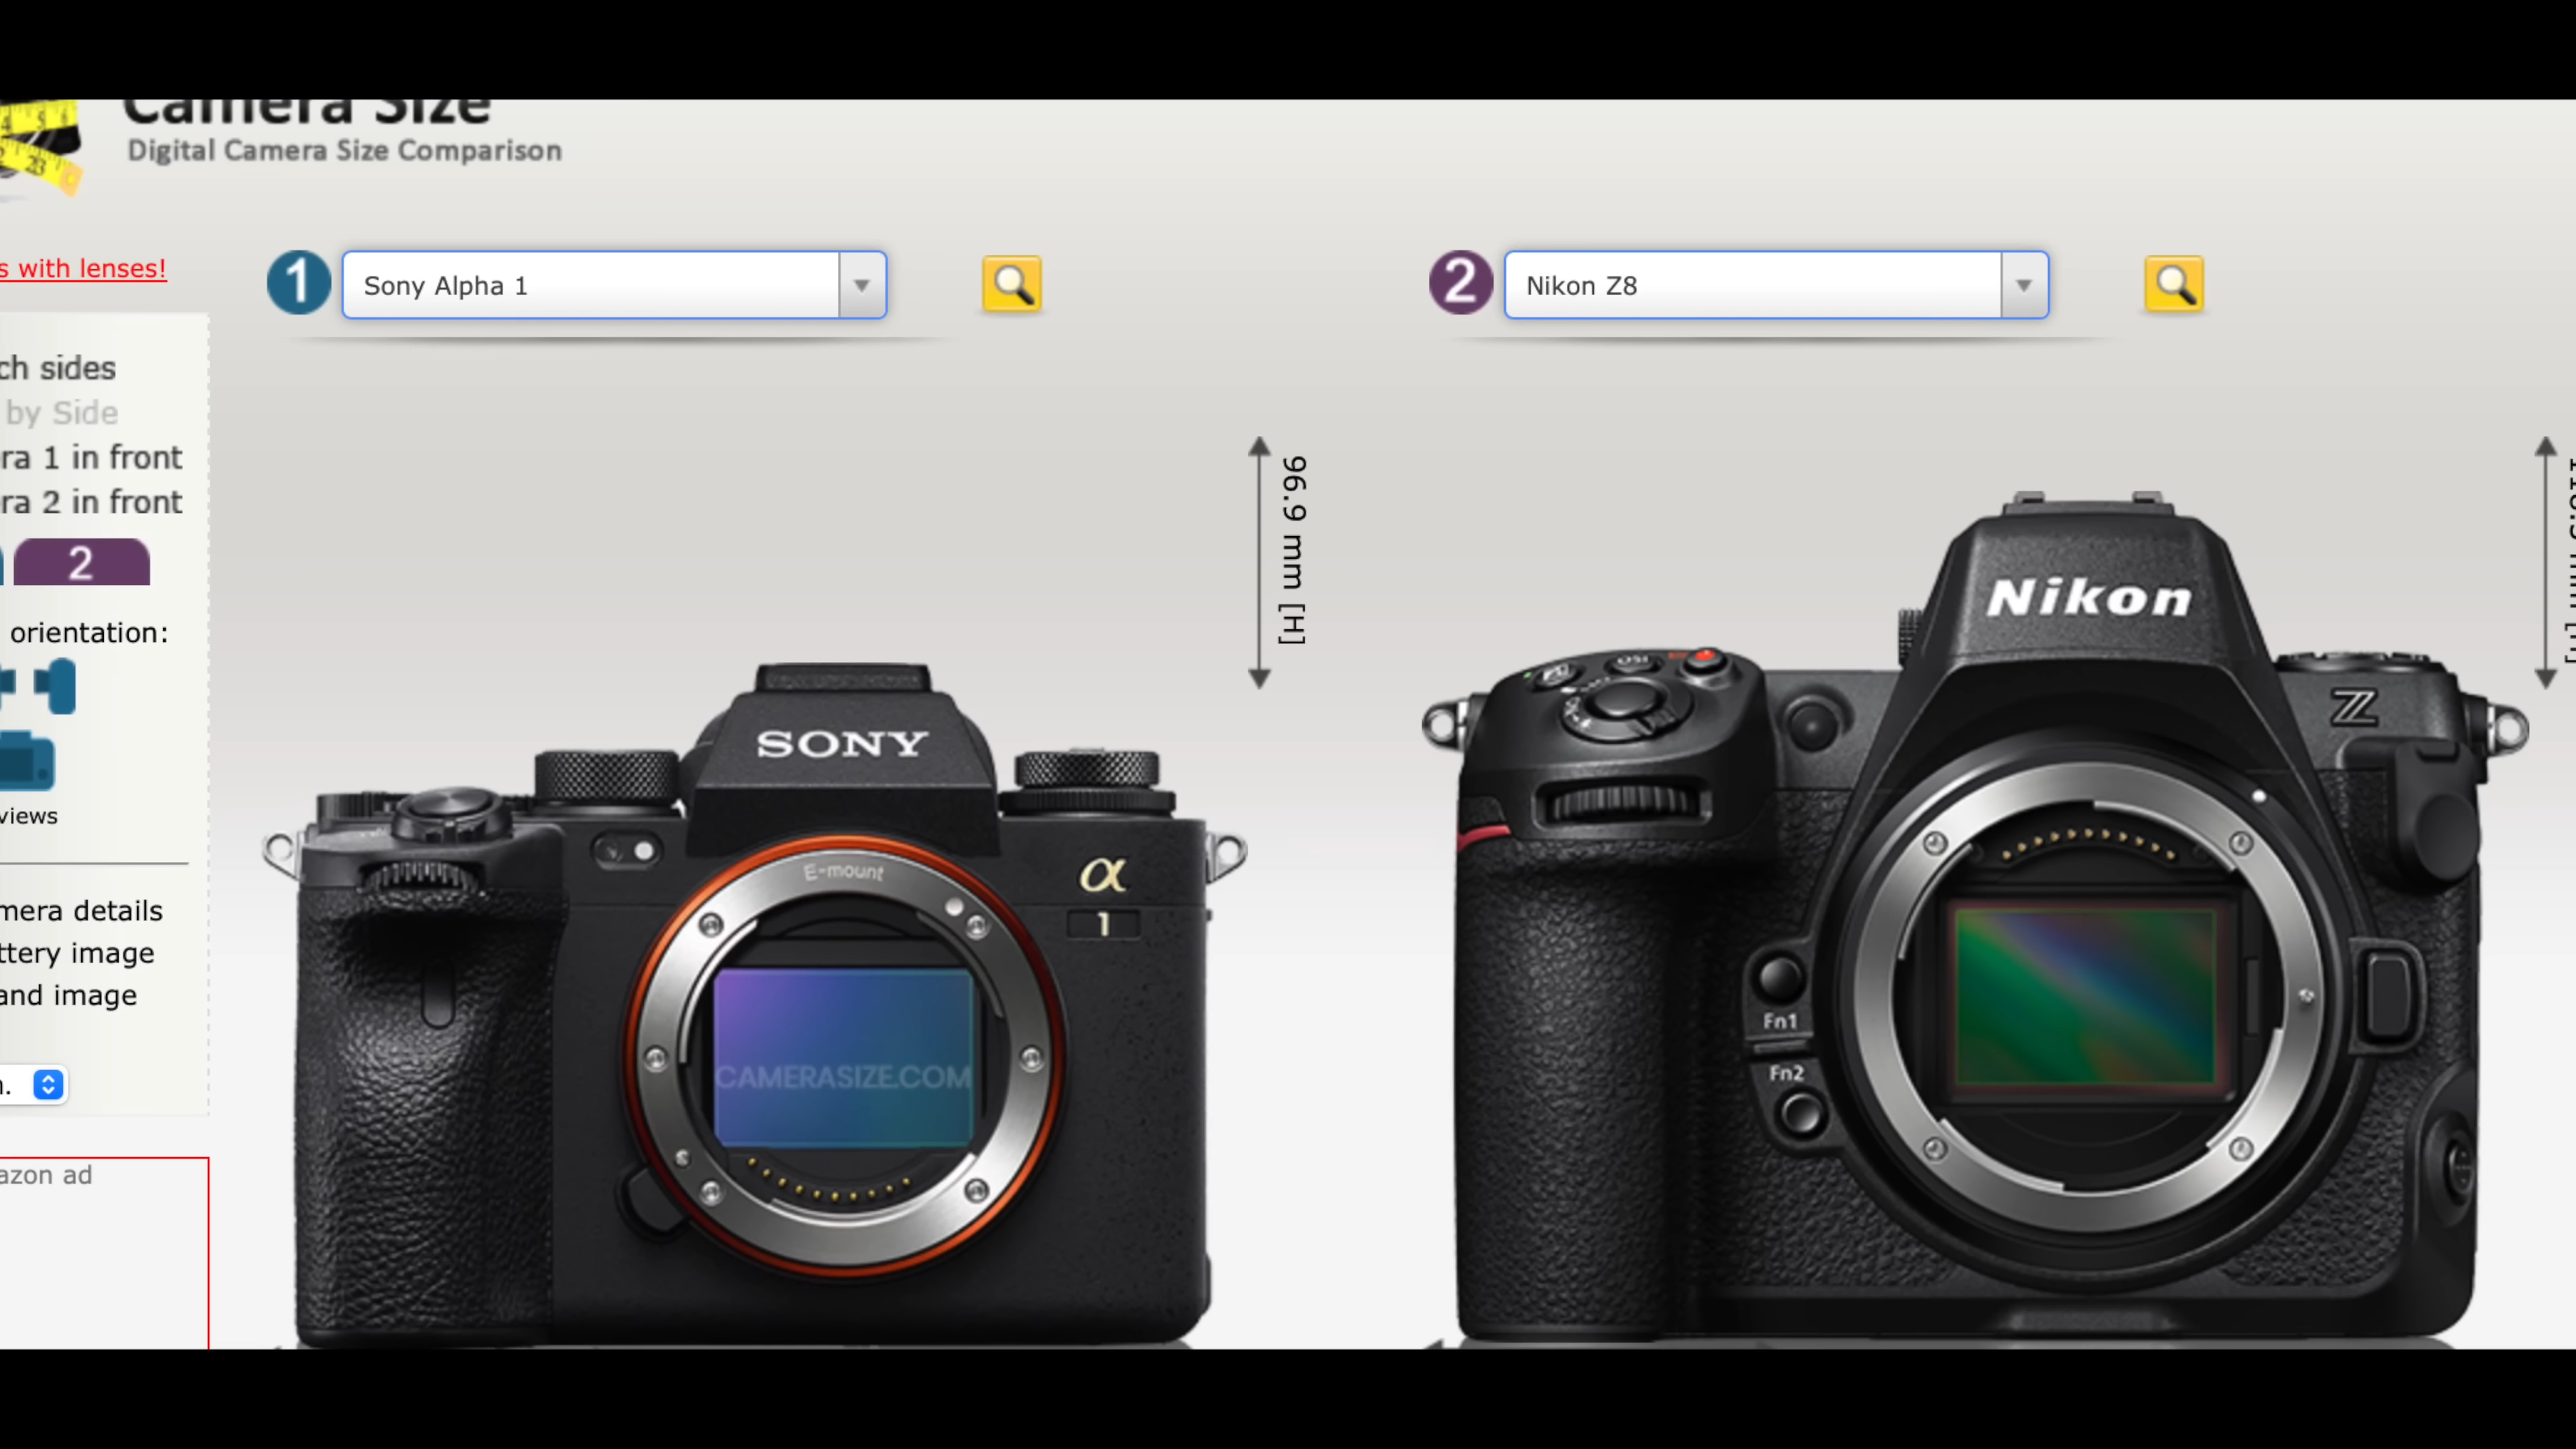 Camera Size
Digital Camera Size Comparison
s with lenses!
1 Sony Alpha 1
2 Nikon Z8
ch sides
by Side
ra 1 in front
ra 2 in front
2
orientation:
views
mera details
ttery image
and image
azon ad
96.9 mm [H]
SONY
E-mount
α
1
CAMERASIZE.COM
Nikon
ISO
Z
Fn1
Fn2